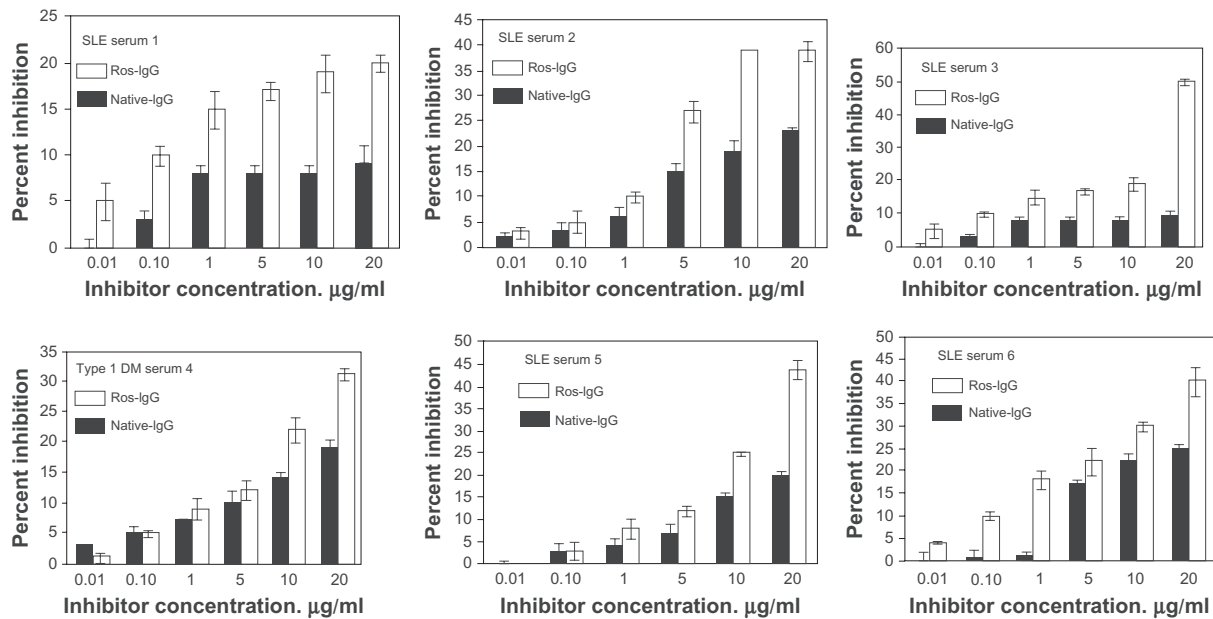 SLE serum 1
Ros-IgG
Native-IgG
Percent inhibition
25
20
15
10
5
0
0.01 0.10 1 5 10 20
Inhibitor concentration. μg/ml
SLE serum 2
Ros-IgG
Native-IgG
Percent inhibition
45
40
35
30
25
20
15
10
5
0
0.01 0.10 1 5 10 20
Inhibitor concentration. μg/ml
SLE serum 3
Ros-IgG
Native-IgG
Percent inhibition
60
50
40
30
20
10
0
0.01 0.10 1 5 10 20
Inhibitor concentration. μg/ml
Type 1 DM serum 4
Ros-IgG
Native-IgG
Percent inhibition
35
30
25
20
15
10
5
0
0.01 0.10 1 5 10 20
Inhibitor concentration. μg/ml
SLE serum 5
Ros-IgG
Native-IgG
Percent inhibition
50
45
40
35
30
25
20
15
10
5
0
0.01 0.10 1 5 10 20
Inhibitor concentration. μg/ml
SLE serum 6
Ros-IgG
Native-IgG
Percent inhibition
50
45
40
35
30
25
20
15
10
5
0
0.01 0.10 1 5 10 20
Inhibitor concentration. μg/ml